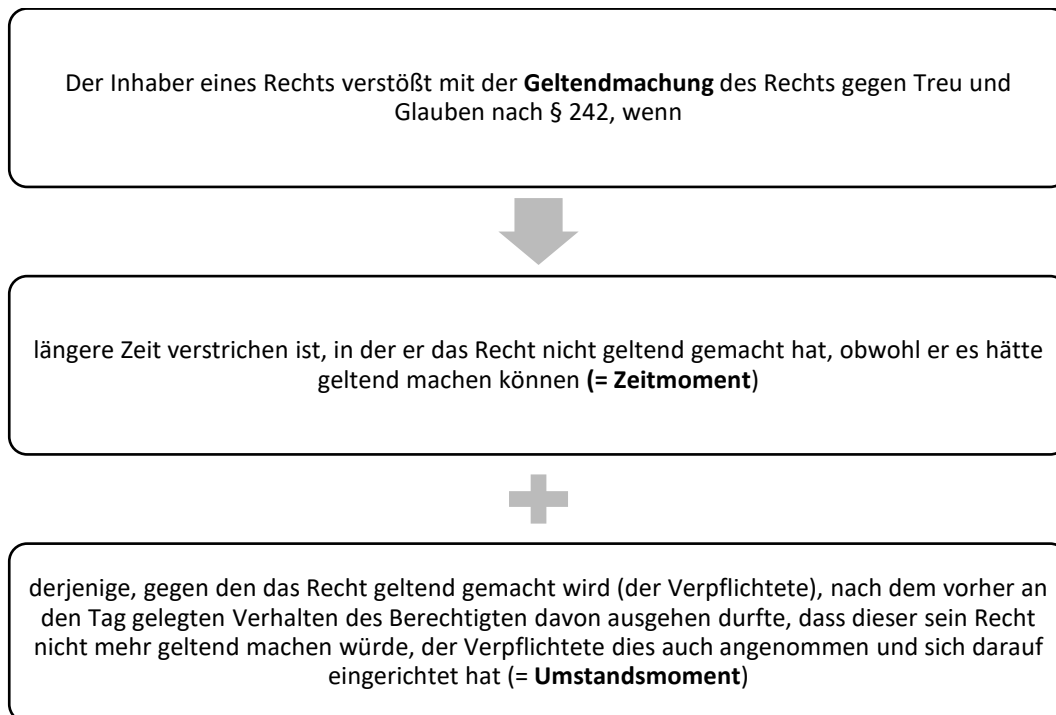 Der Inhaber eines Rechts verstößt mit der Geltendmachung des Rechts gegen Treu und
Glauben nach § 242, wenn
längere Zeit verstrichen ist, in der er das Recht nicht geltend gemacht hat, obwohl er es hätte
geltend machen können (= Zeitmoment)
derjenige, gegen den das Recht geltend gemacht wird (der Verpflichtete), nach dem vorher an
den Tag gelegten Verhalten des Berechtigten davon ausgehen durfte, dass dieser sein Recht
nicht mehr geltend machen würde, der Verpflichtete dies auch angenommen und sich darauf
eingerichtet hat (= Umstandsmoment)